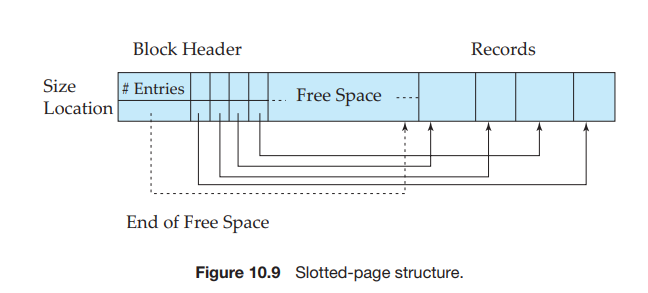 Block Header
Records
Size
Location
# Entries
Free Space
End of Free Space
Figure 10.9 Slotted-page structure.